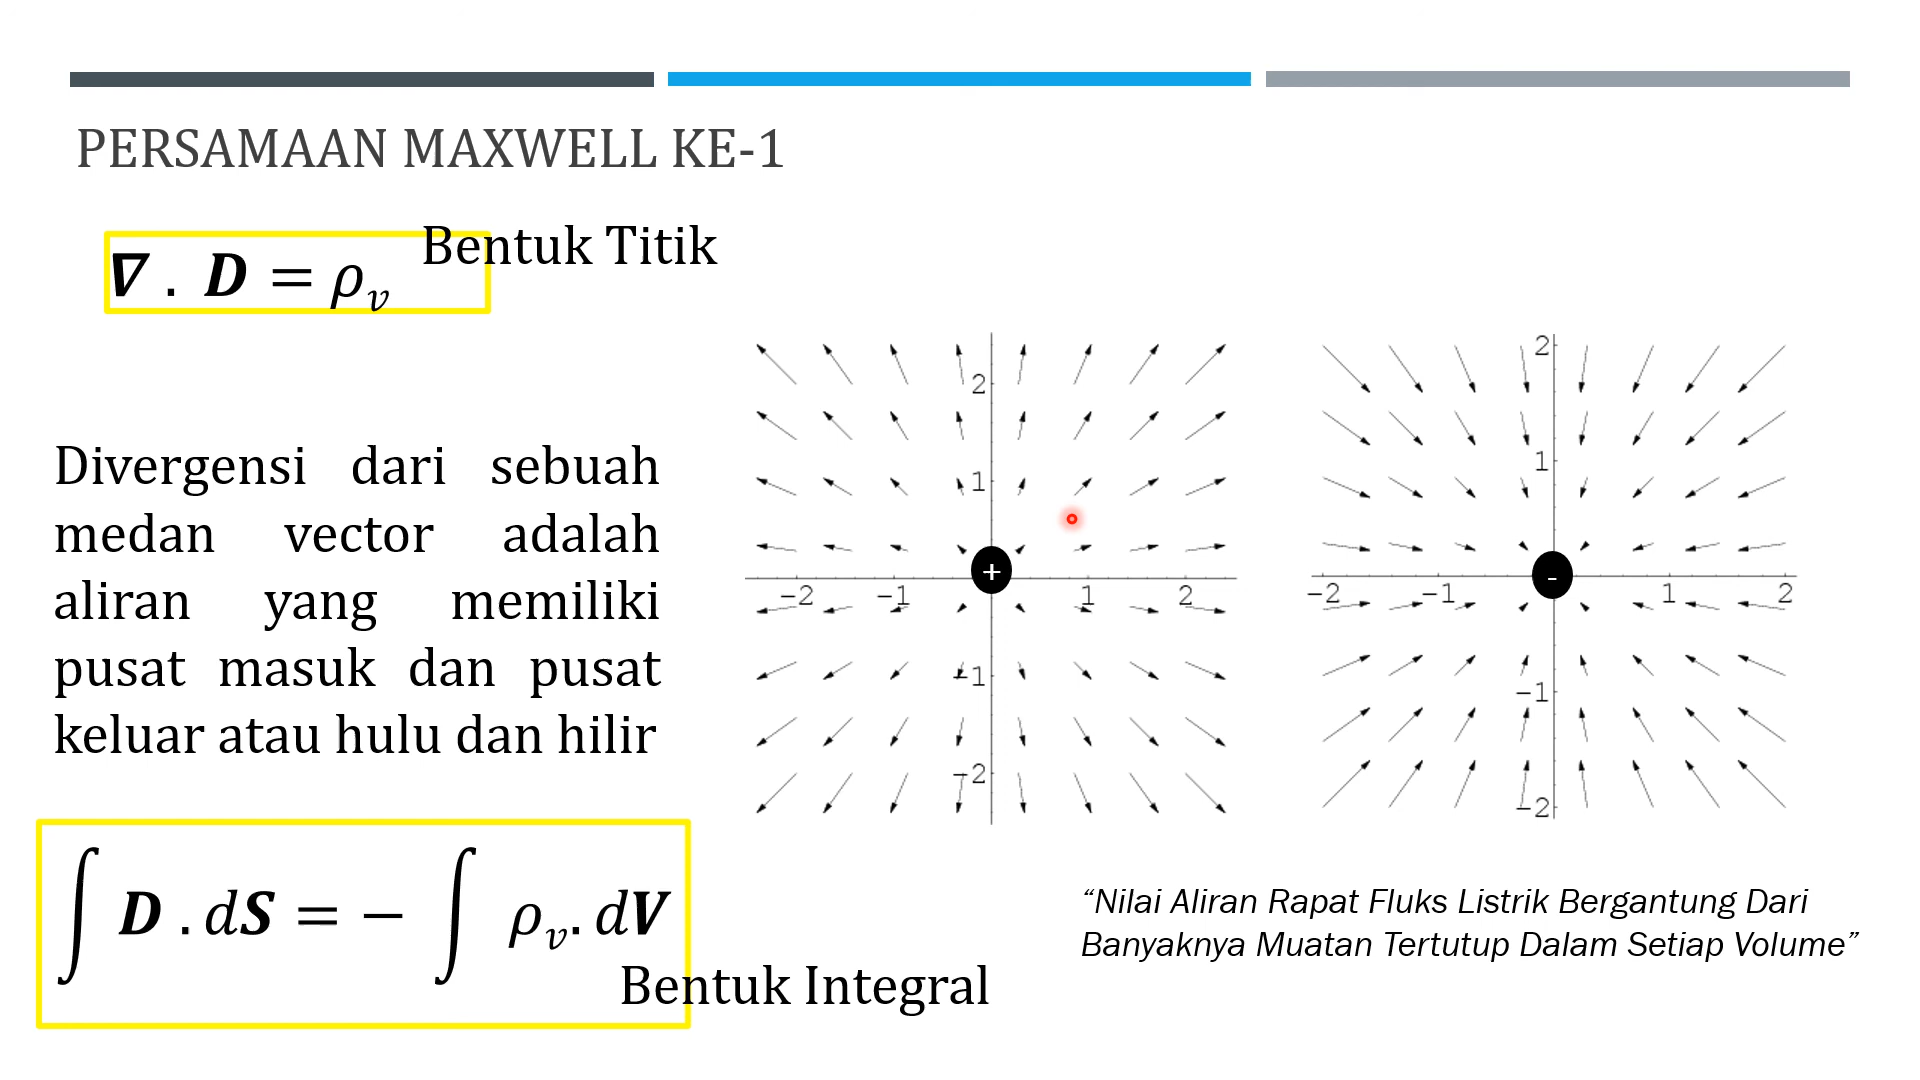 PERSAMAAN MAXWELL KE-1
∇ . D = ρᵥ
Bentuk Titik
Divergensi dari sebuah
medan vector adalah
aliran yang memiliki
pusat masuk dan pusat
keluar atau hulu dan hilir
∫ D . dS = − ∫ ρᵥ. dV
Bentuk Integral
2
1
+
−2 −1 1 2
−1
−2
2
1
-
−2 −1 1 2
−1
−2
“Nilai Aliran Rapat Fluks Listrik Bergantung Dari
Banyaknya Muatan Tertutup Dalam Setiap Volume”